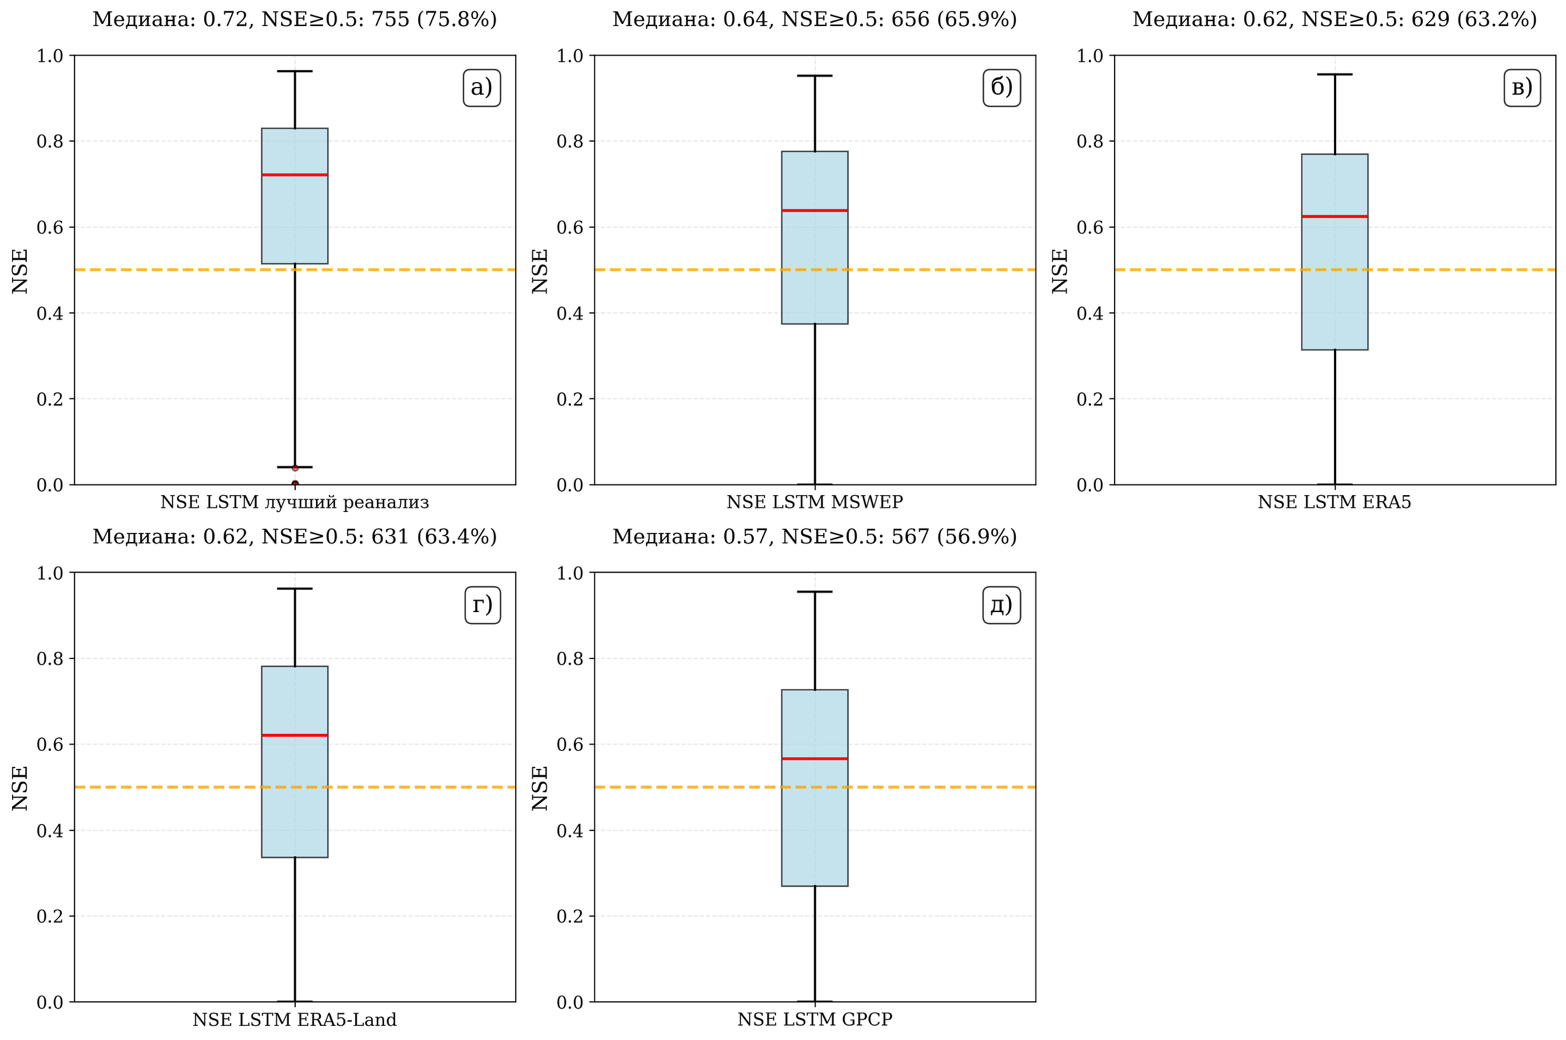 Медиана: 0.72, NSE≥0.5: 755 (75.8%)
1.0
0.8
0.6
0.4
0.2
0.0
NSE
а)
NSE LSTM лучший реанализ
Медиана: 0.64, NSE≥0.5: 656 (65.9%)
1.0
0.8
0.6
0.4
0.2
0.0
NSE
б)
NSE LSTM MSWEP
Медиана: 0.62, NSE≥0.5: 629 (63.2%)
1.0
0.8
0.6
0.4
0.2
0.0
NSE
в)
NSE LSTM ERA5
Медиана: 0.62, NSE≥0.5: 631 (63.4%)
1.0
0.8
0.6
0.4
0.2
0.0
NSE
г)
NSE LSTM ERA5-Land
Медиана: 0.57, NSE≥0.5: 567 (56.9%)
1.0
0.8
0.6
0.4
0.2
0.0
NSE
д)
NSE LSTM GPCP